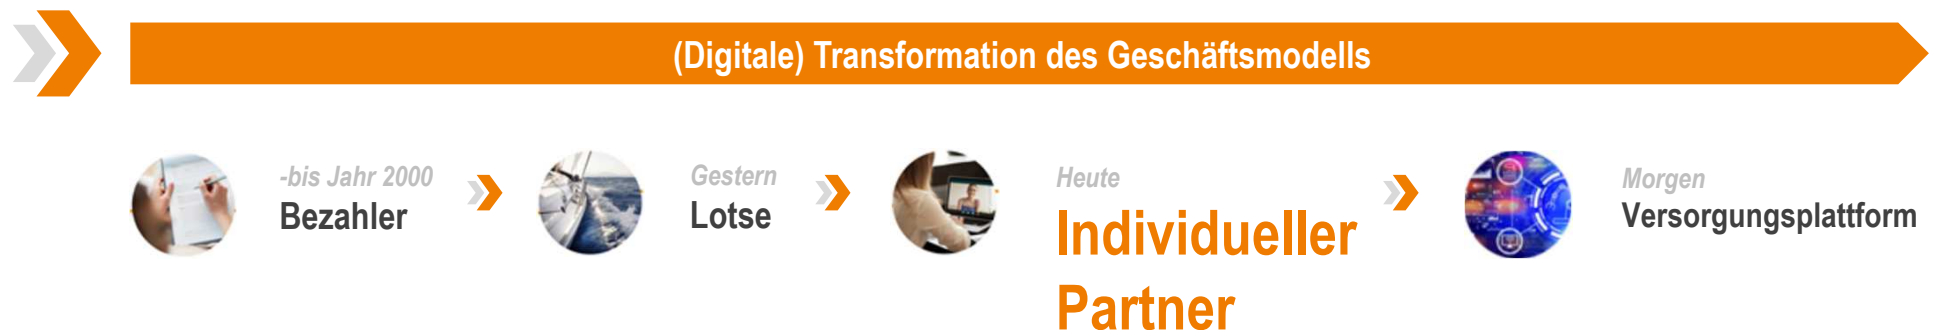 (Digitale) Transformation des Geschäftsmodells
-bis Jahr 2000
Bezahler
Gestern
Lotse
Heute
Individueller
Partner
Morgen
Versorgungsplattform